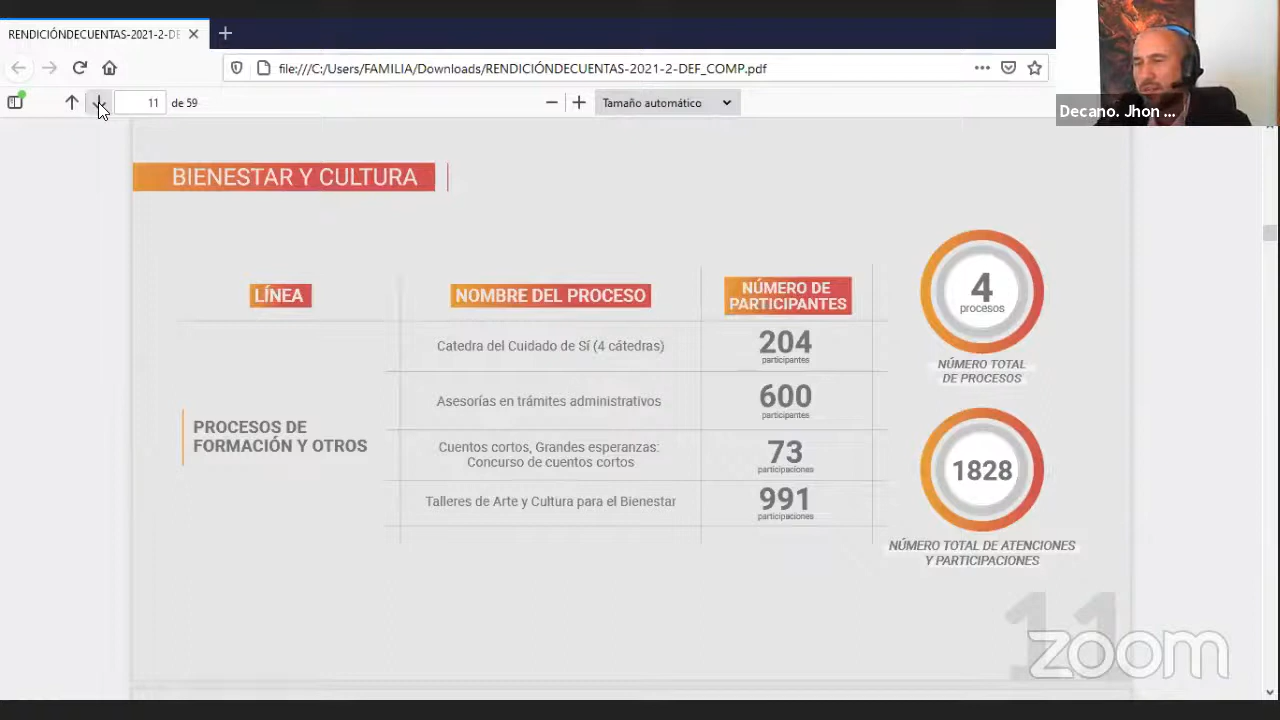 RENDICIÓNDECUENTAS-2021-2-DE
file:///C:/Users/FAMILIA/Downloads/RENDICIÓNDECUENTAS-2021-2-DEF_COMP.pdf
11 de 59
Tamaño automático
Decano. Jhon ...
BIENESTAR Y CULTURA
LÍNEA
NOMBRE DEL PROCESO
NÚMERO DE
PARTICIPANTES
PROCESOS DE
FORMACIÓN Y OTROS
Catedra del Cuidado de Sí (4 cátedras)
204
participantes
Asesorías en trámites administrativos
600
participantes
Cuentos cortos, Grandes esperanzas:
Concurso de cuentos cortos
73
participaciones
Talleres de Arte y Cultura para el Bienestar
991
participaciones
4
procesos
NÚMERO TOTAL
DE PROCESOS
1828
NÚMERO TOTAL DE ATENCIONES
Y PARTICIPACIONES
11
zoom